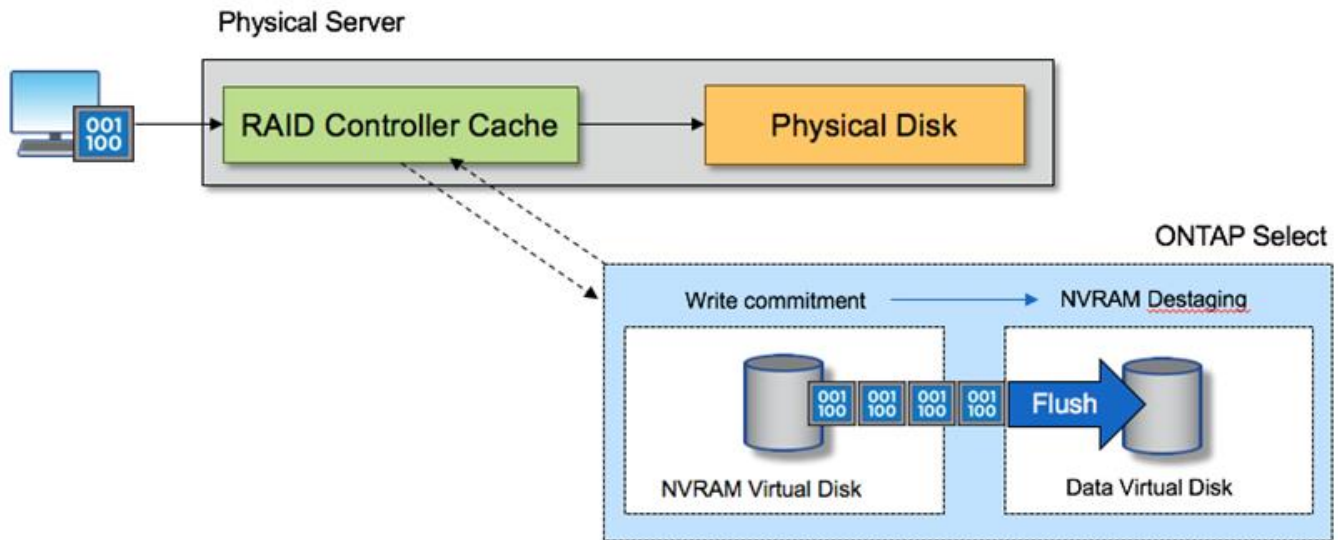 Physical Server
001
100
RAID Controller Cache
Physical Disk
ONTAP Select
Write commitment
NVRAM Destaging
001
100
001
100
001
100
001
100
Flush
NVRAM Virtual Disk
Data Virtual Disk